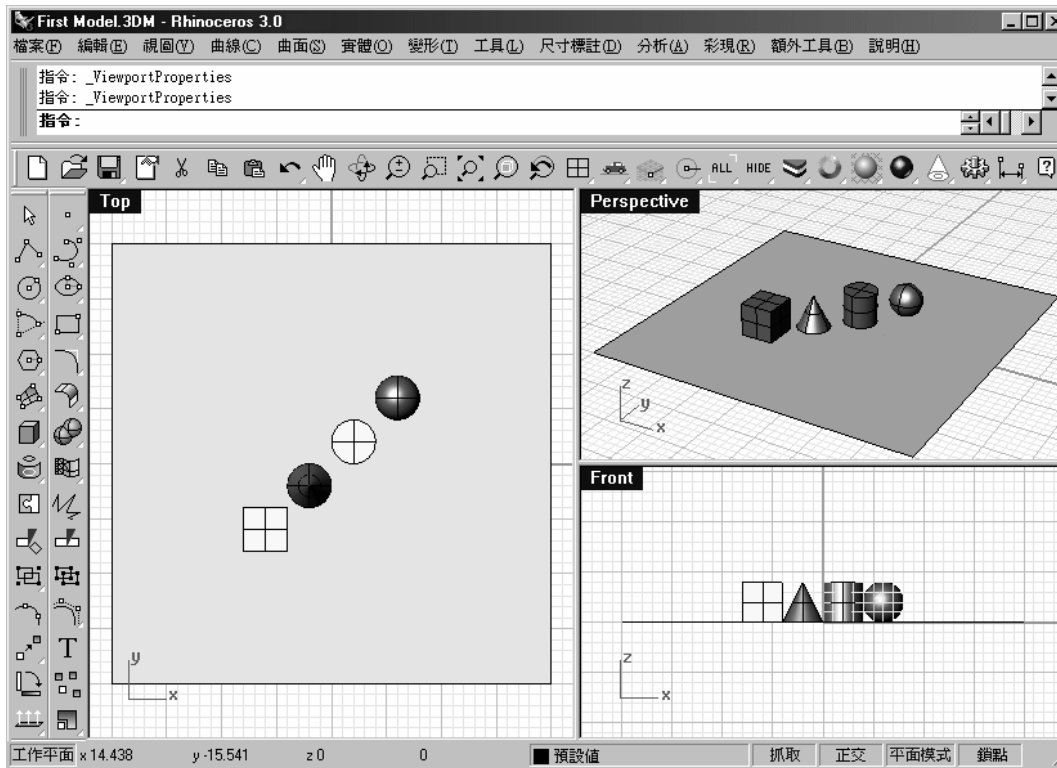 First Model.3DM - Rhinoceros 3.0
檔案(F) 編輯(E) 視圖(V) 曲線(C) 曲面(S) 實體(O) 變形(T) 工具(L) 尺寸標註(D) 分析(A) 彩現(R) 額外工具(B) 說明(H)
指令: _ViewportProperties
指令: _ViewportProperties
指令:
ALL HIDE
Top
Perspective
z
y
x
Front
T
y
x
z
x
工作平面 x 14.438 y -15.541 z 0 0 預設値 抓取 正交 平面模式 鎖點